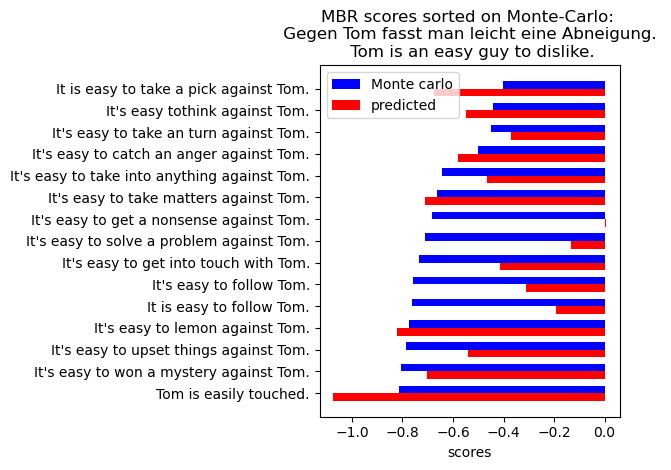 MBR scores sorted on Monte-Carlo:
Gegen Tom fasst man leicht eine Abneigung.
Tom is an easy guy to dislike.
Monte carlo
predicted
It is easy to take a pick against Tom.
It's easy tothink against Tom.
It's easy to take an turn against Tom.
It's easy to catch an anger against Tom.
It's easy to take into anything against Tom.
It's easy to take matters against Tom.
It's easy to get a nonsense against Tom.
It's easy to solve a problem against Tom.
It's easy to get into touch with Tom.
It's easy to follow Tom.
It is easy to follow Tom.
It's easy to lemon against Tom.
It's easy to upset things against Tom.
It's easy to won a mystery against Tom.
Tom is easily touched.
−1.0 −0.8 −0.6 −0.4 −0.2 0.0
scores